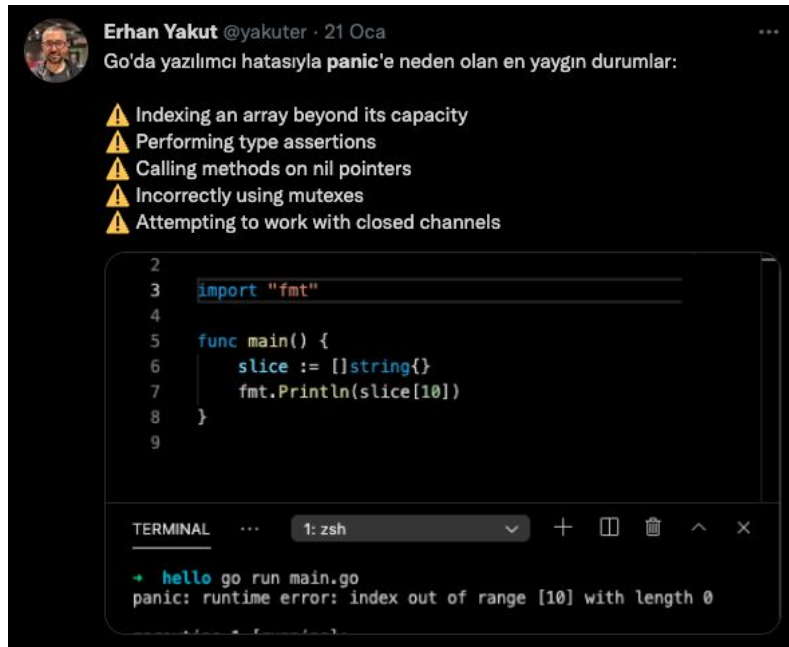 Erhan Yakut @yakuter · 21 Oca
Go'da yazılımcı hatasıyla panic'e neden olan en yaygın durumlar:
⚠️ Indexing an array beyond its capacity
⚠️ Performing type assertions
⚠️ Calling methods on nil pointers
⚠️ Incorrectly using mutexes
⚠️ Attempting to work with closed channels
2
3 import "fmt"
4
5 func main() {
6 slice := []string{}
7 fmt.Println(slice[10])
8 }
9
TERMINAL ··· 1: zsh
→ hello go run main.go
panic: runtime error: index out of range [10] with length 0